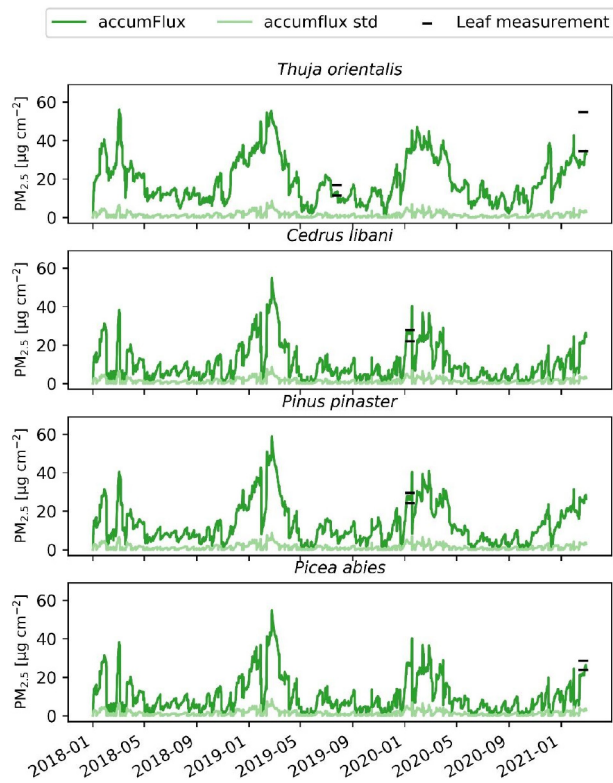 accumFlux accumflux std Leaf measurement
Thuja orientalis
PM2.5 [µg cm−2]
60
40
20
0
Cedrus libani
PM2.5 [µg cm−2]
60
40
20
0
Pinus pinaster
PM2.5 [µg cm−2]
60
40
20
0
Picea abies
PM2.5 [µg cm−2]
60
40
20
0
2018-01 2018-05 2018-09 2019-01 2019-05 2019-09 2020-01 2020-05 2020-09 2021-01